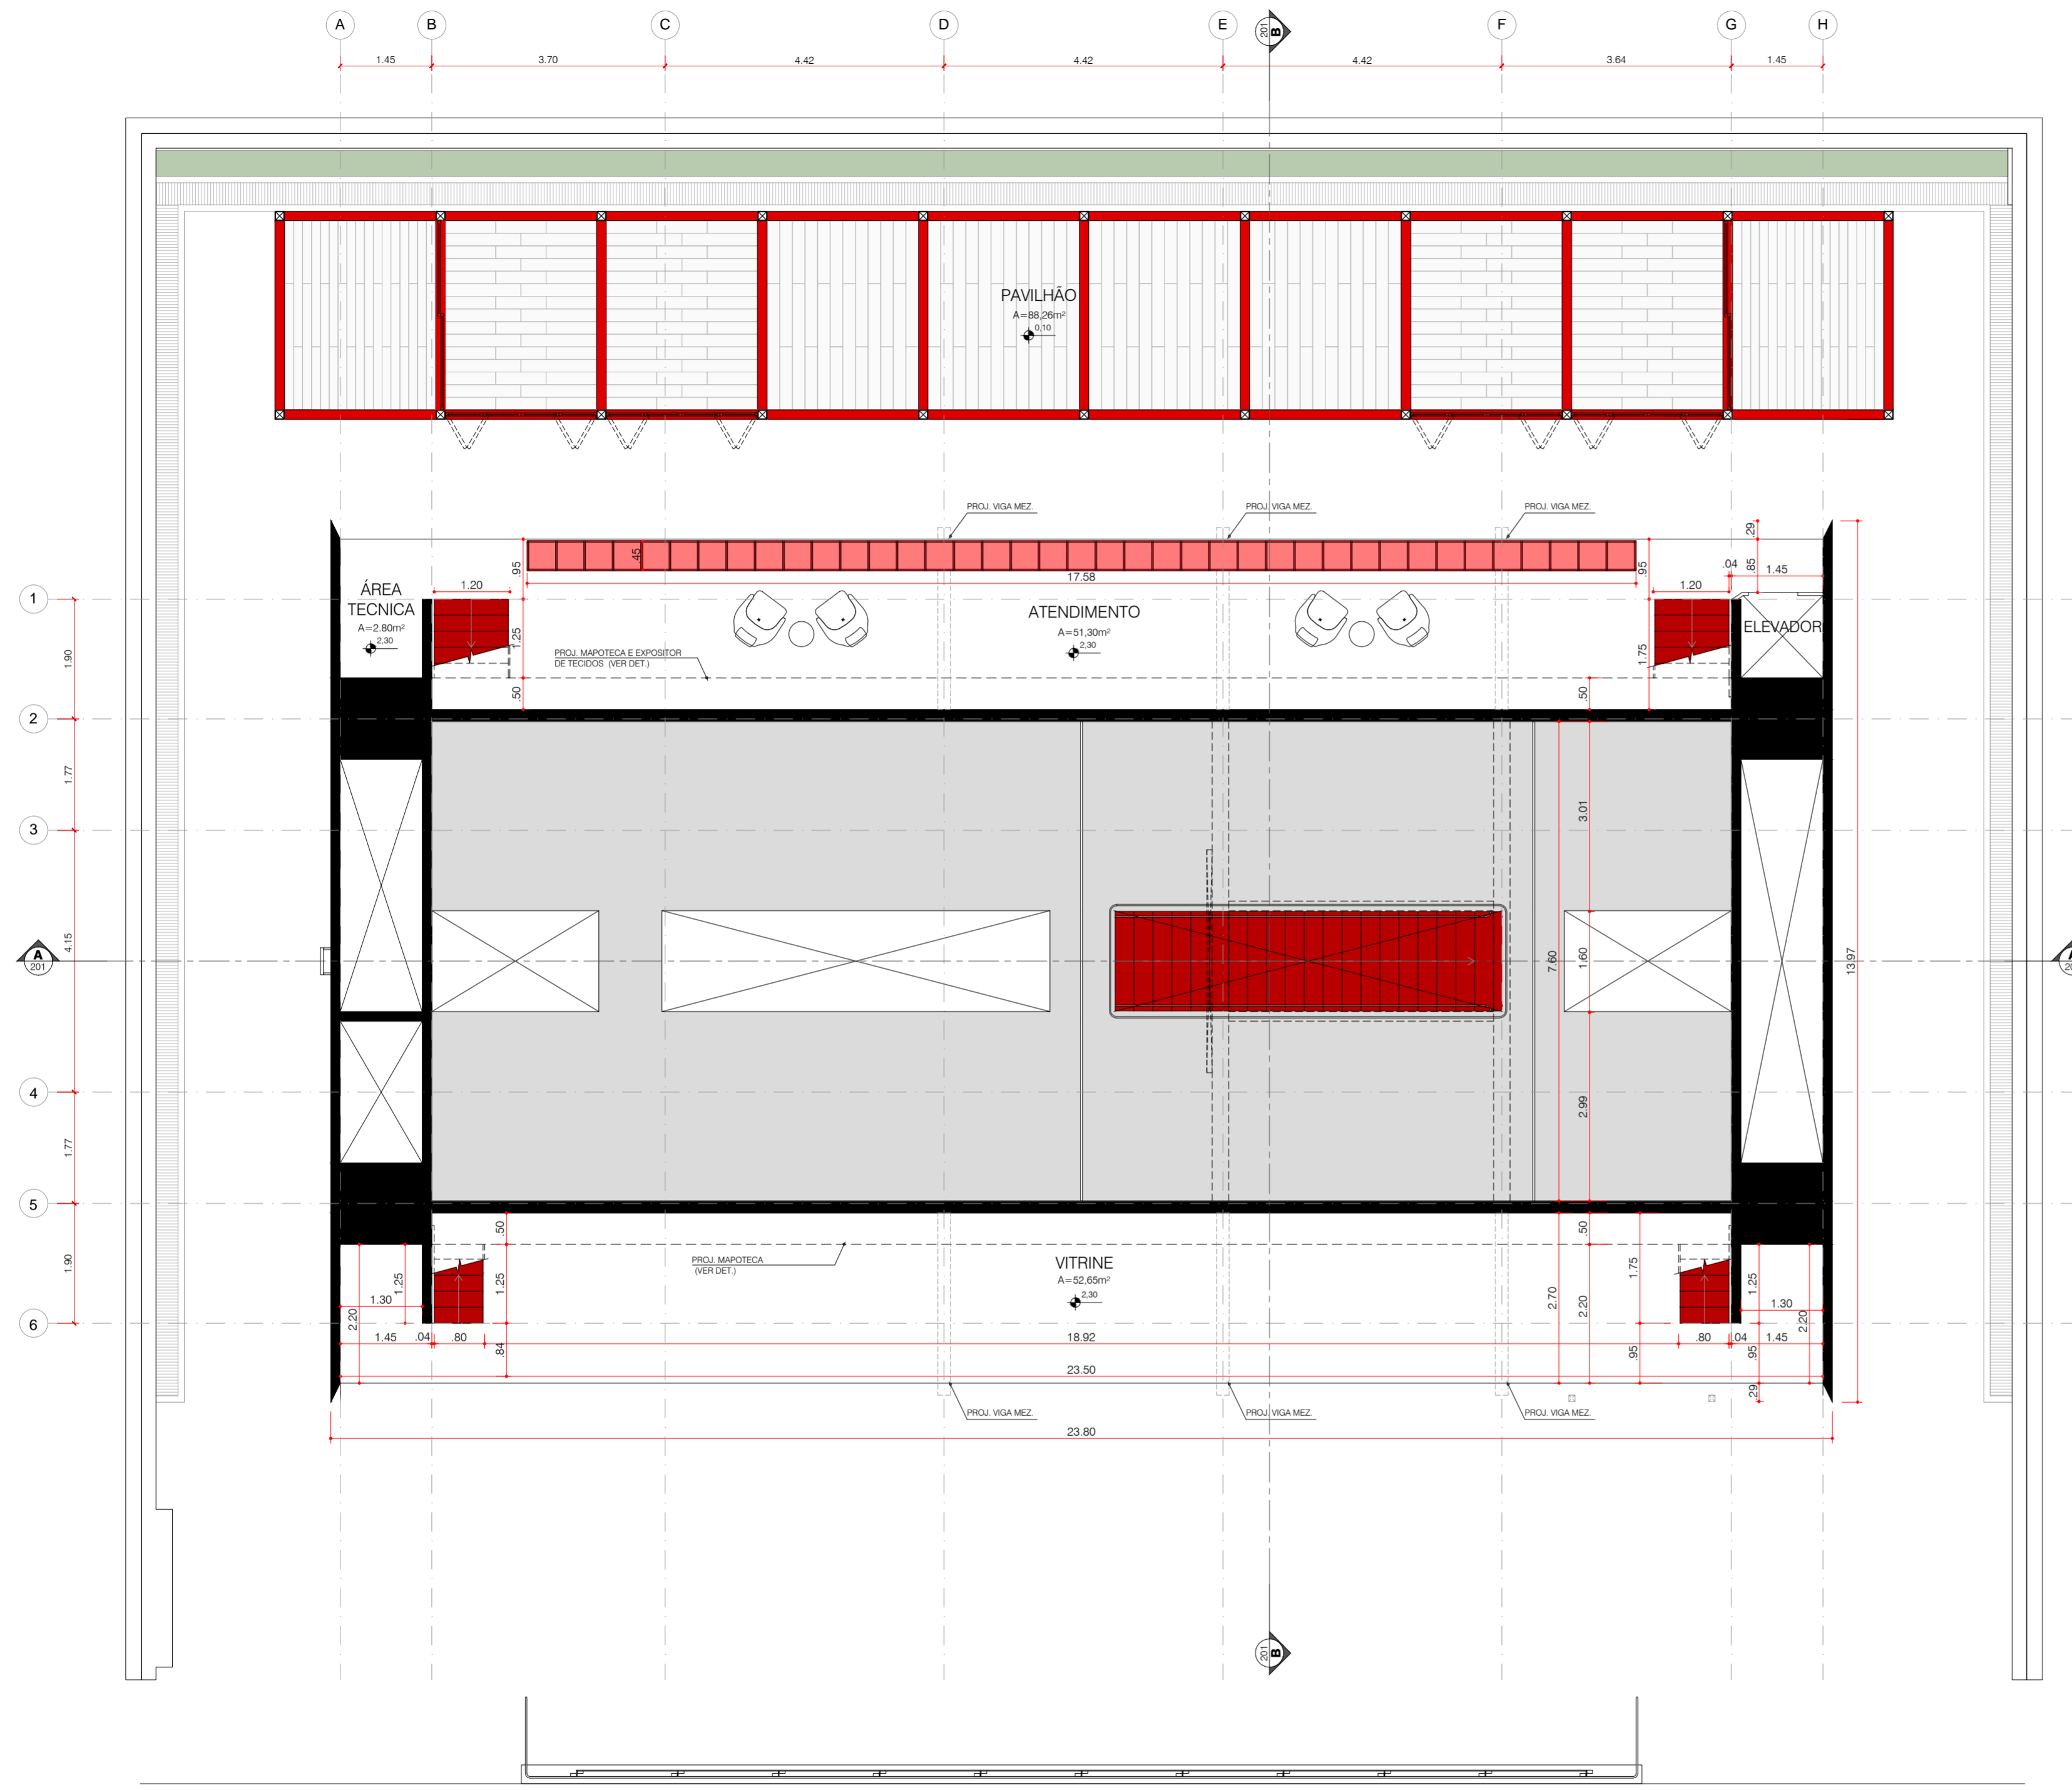 A
B
C
D
E
201
B
F
G
H
1.45
3.70
4.42
4.42
4.42
3.64
1.45
PAVILHÃO
A=88,26m²
0,10
PROJ. VIGA MEZ.
PROJ. VIGA MEZ.
PROJ. VIGA MEZ.
.29
.95
.45
17.58
.95
.04
.85
1.45
1
ÁREA
TECNICA
A=2.80m²
2,30
1.20
1.25
ATENDIMENTO
A=51,30m²
2,30
1.20
ELEVADOR
1.90
PROJ. MAPOTECA E EXPOSITOR
DE TECIDOS (VER DET.)
1.75
.50
.50
2
1.77
3
3.01
4.15
A
201
7.60
1.60
13.97
4
2.99
1.77
5
.50
.50
1.90
PROJ. MAPOTECA
(VER DET.)
VITRINE
A=52,65m²
2,30
1.25
1.25
1.75
1.25
1.30
2.20
2.70
2.20
1.30
2.20
6
1.45
.04
.80
.84
18.92
.95
.80
.04
.95
1.45
23.50
.29
PROJ. VIGA MEZ.
PROJ. VIGA MEZ.
PROJ. VIGA MEZ.
23.80
201
B